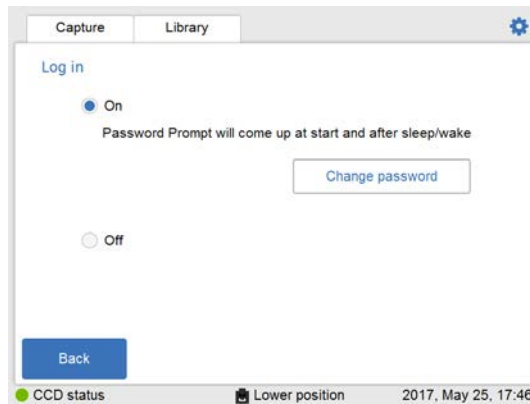 Capture Library
Log in
On
Password Prompt will come up at start and after sleep/wake
Change password
Off
Back
CCD status Lower position 2017, May 25, 17:46